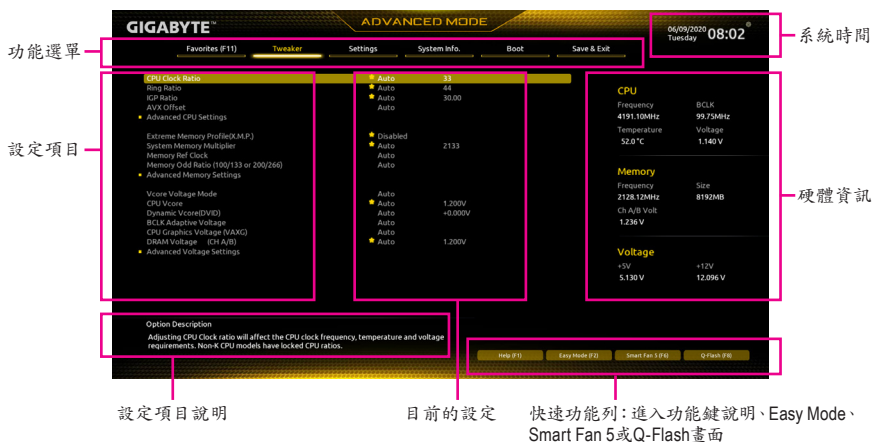 GIGABYTE™
ADVANCED MODE
06/09/2020
Tuesday
08:02
系統時間
功能選單
Favorites (F11) Tweaker Settings System Info. Boot Save & Exit
設定項目
CPU Clock Ratio Auto 33
Ring Ratio Auto 44
IGP Ratio Auto 30.00
AVX Offset Auto
Advanced CPU Settings
Extreme Memory Profile(X.M.P.) Disabled
System Memory Multiplier Auto 2133
Memory Ref Clock Auto
Memory Odd Ratio (100/133 or 200/266) Auto
Advanced Memory Settings
Vcore Voltage Mode Auto
CPU Vcore Auto 1.200V
Dynamic Vcore(DVID) Auto +0.000V
BCLK Adaptive Voltage Auto
CPU Graphics Voltage (VAXG) Auto
DRAM Voltage (CH A/B) Auto 1.200V
Advanced Voltage Settings
CPU
Frequency BCLK
4191.10MHz 99.75MHz
Temperature Voltage
52.0 °C 1.140 V
Memory
Frequency Size
2128.12MHz 8192MB
Ch A/B Volt
1.236 V
Voltage
+5V +12V
5.130 V 12.096 V
硬體資訊
Option Description
Adjusting CPU Clock ratio will affect the CPU clock frequency, temperature and voltage
requirements. Non-K CPU models have locked CPU ratios.
Help (F1) Easy Mode (F2) Smart Fan 5 (F6) Q-Flash (F8)
設定項目說明
目前的設定
快速功能列：進入功能鍵說明、Easy Mode、
Smart Fan 5或Q-Flash畫面